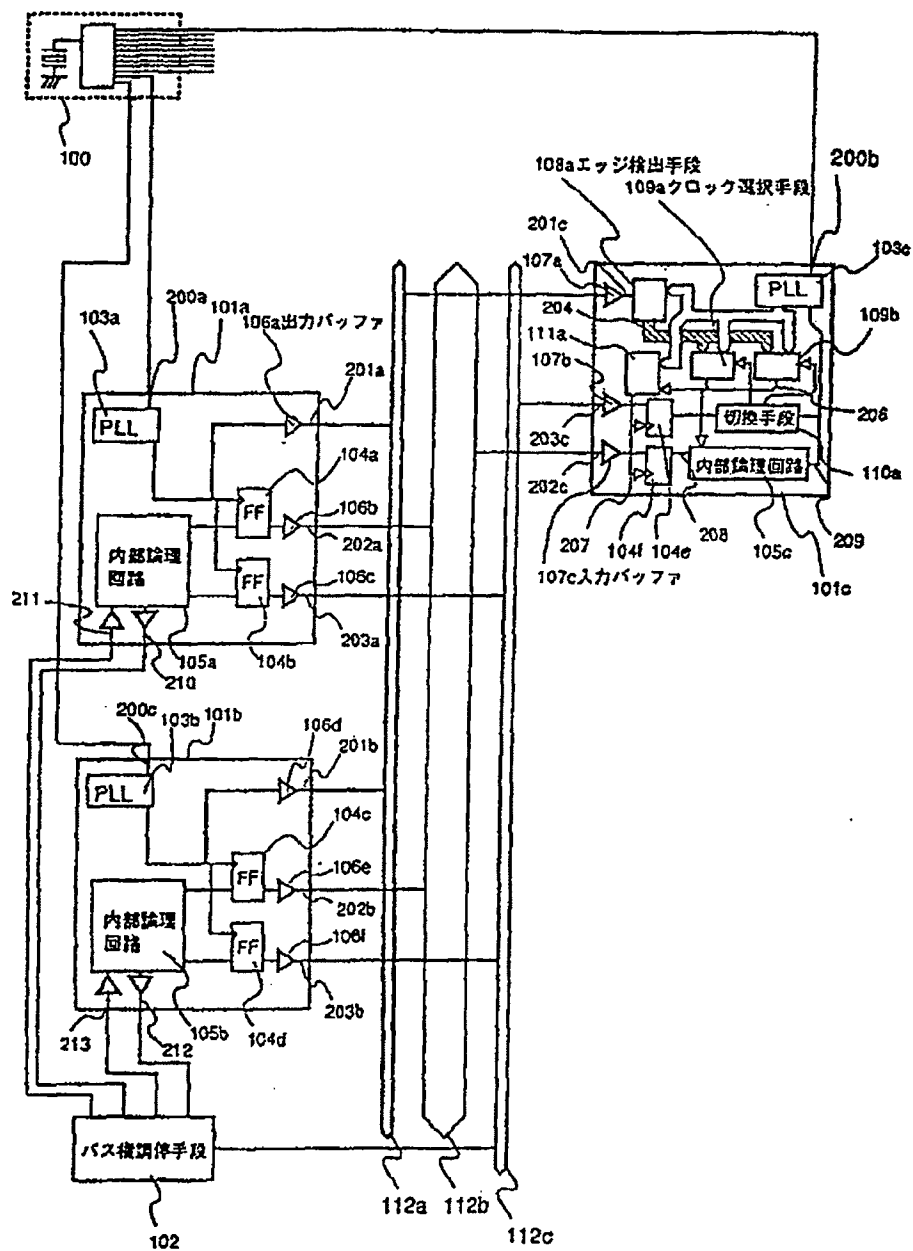 100
108aエッジ検出手段
109aクロック選択手段
200b
201c
103c
107a
PLL
204
111a
109b
107b
切換手段
206
203c
内部論理回路
110a
202c
207
104f
208
105c
209
104e
107c入力バッファ
101c
200a
101a
103a
106a出力バッファ
201a
PLL
104a
FF
106b
内部論理
回路
202a
106c
FF
211
203a
105a
104b
210
200c
103b
101b
106d
201b
PLL
104c
106e
FF
内部論理
回路
202b
106f
FF
203b
105b
213
212
104d
バス権調停手段
102
112a
112b
112c